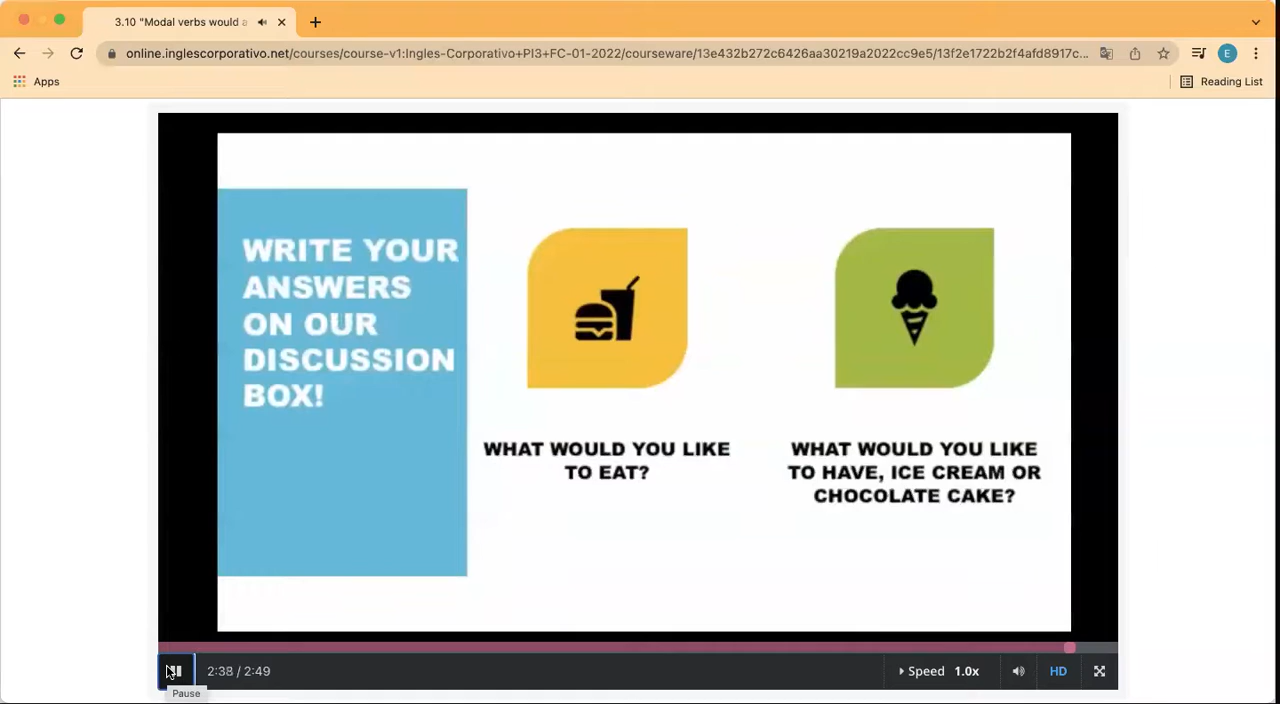 3.10 "Modal verbs would a
online.inglescorporativo.net/courses/course-v1:Ingles-Corporativo+PI3+FC-01-2022/courseware/13e432b272c6426aa30219a2022cc9e5/13f2e1722b2f4afd8917c...
E
Apps
Reading List
WRITE YOUR
ANSWERS
ON OUR
DISCUSSION
BOX!
WHAT WOULD YOU LIKE
TO EAT?
WHAT WOULD YOU LIKE
TO HAVE, ICE CREAM OR
CHOCOLATE CAKE?
2:38 / 2:49
Speed 1.0x
HD
Pause